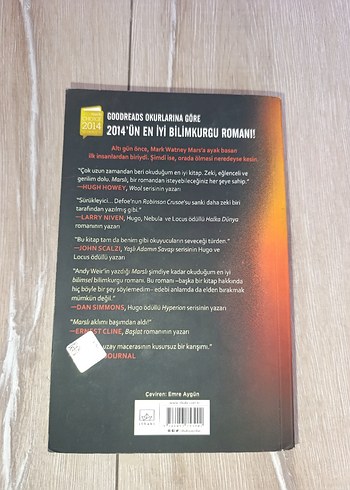 GOODREADS OKURLARINA GÖRE
2014'ÜN EN İYİ BİLİMKURGU ROMANI!
2014
Altı gün önce, Mark Watney Mars'a ayak basan
ilk insanlardan biriydi. Şimdi ise, orada ölmesi neredeyse kesin.
"Çok uzun zamandan beri okuduğum en iyi kitap. Zeki, eğlenceli ve
gerilim dolu. Marslı, bir romandan isteyebileceğiniz her şeye sahip."
—HUGH HOWEY, Wool serisinin yazarı
"Sürükleyici... Defoe'nun Robinson Crusoe'su sanki daha zeki biri
tarafından yazılmış gibi."
—LARRY NIVEN, Hugo, Nebula ve Locus ödüllü Halka Dünya
romanının yazarı
"Bu kitap tam da benim gibi okuyucuların seveceği türden."
—JOHN SCALZI, Yaşlı Adamın Savaşı serisinin Hugo ve
Locus ödüllü yazarı
"Andy Weir'in yazdığı Marslı şimdiye kadar okuduğum en iyi
bilimsel bilimkurgu romanı. Bu romanı –başka bir kitap hakkında
hiç böyle bir şey söylemedim– edebi anlamda da elden bırakmak
mümkün değil."
—DAN SIMMONS, Hugo ödüllü Hyperion serisinin yazarı
"Marslı aklımı başımdan aldı!"
—ERNEST CLINE, Başlat romanının yazarı
uzay macerasının kusursuz bir karışımı."
JOURNAL
Çeviren: Emre Aygün